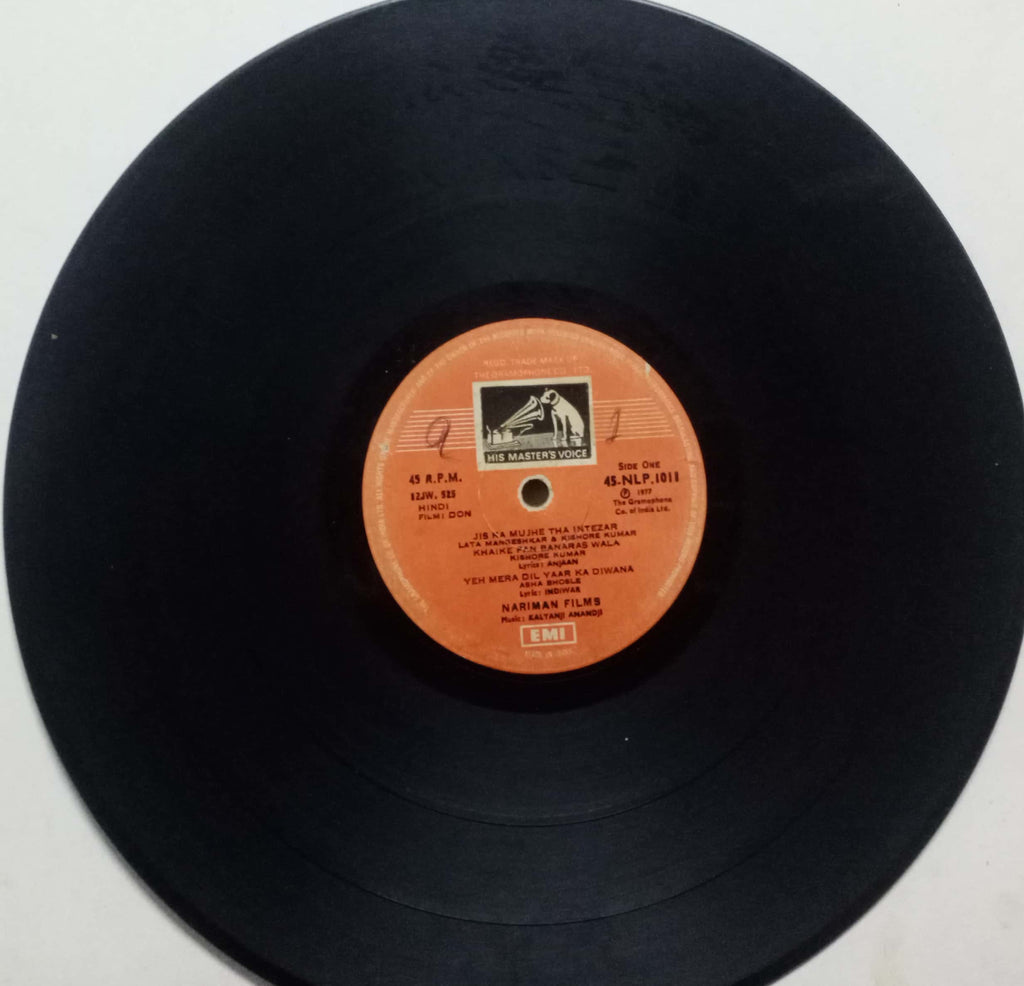 REGD. TRADE MARK OF
THE GRAMOPHONE CO. LTD.
HIS MASTER'S VOICE
45 R.P.M.
12JW. 525
HINDI
FILM: DON
SIDE ONE
45-NLP.1011
℗ 1977
The Gramophone
Co. of India Ltd.
JIS KA MUJHE THA INTEZAR
LATA MANGESHKAR & KISHORE KUMAR
KHAIKE PAN BANARAS WALA
KISHORE KUMAR
Lyrics: ANJAAN
YEH MERA DIL YAAR KA DIWANA
ASHA BHOSLE
Lyric: INDIWAR
NARIMAN FILMS
Music: KALYANJI ANANDJI
EMI